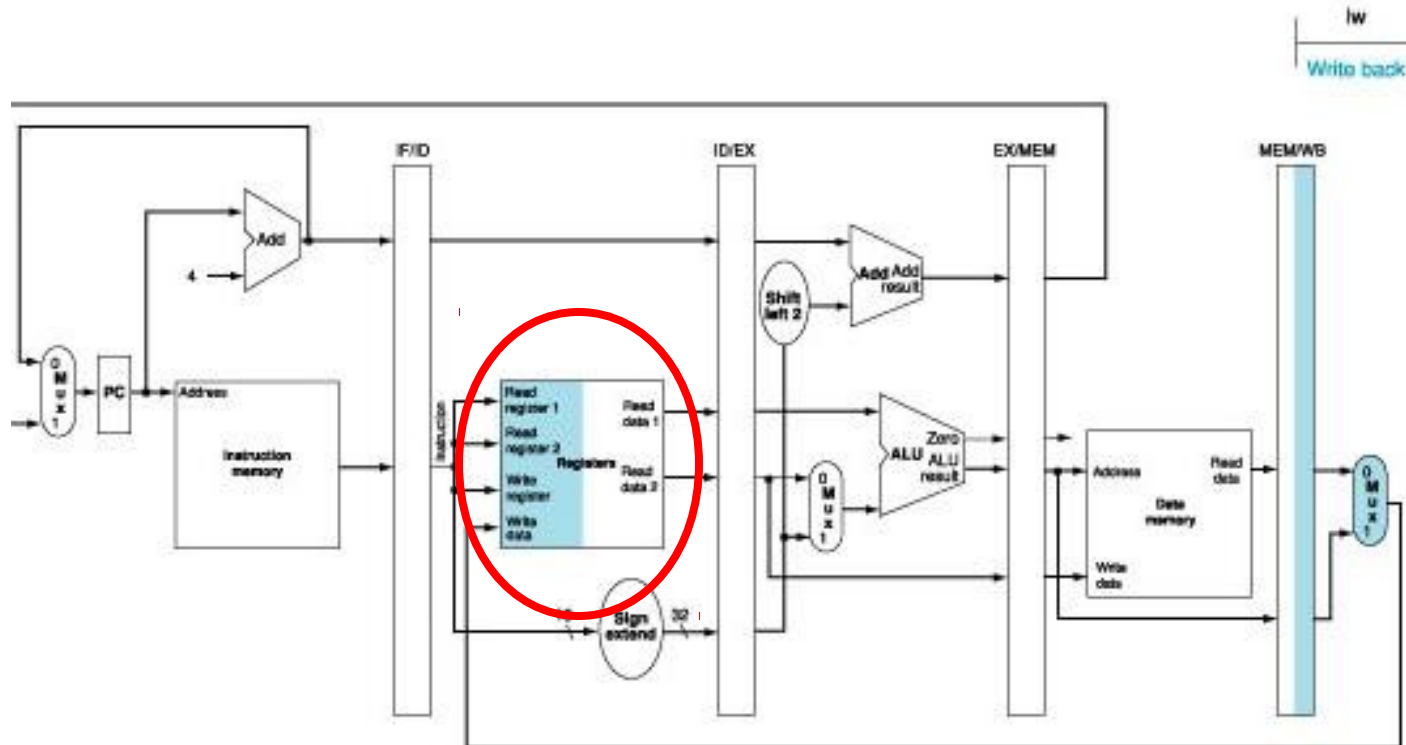 lw
Write back
IF/ID
ID/EX
EX/MEM
MEM/WB
Add
4
Add Add
result
Shift
left 2
0
M
u
x
1
PC
Address
Instruction
memory
Instruction
Read
register 1
Read
register 2
Write
register
Write
data
Registers
Read
data 1
Read
data 2
16
Sign
extend
32
0
M
u
x
1
Zero
ALU
ALU
result
Address
Read
data
Data
memory
Write
data
0
M
u
x
1